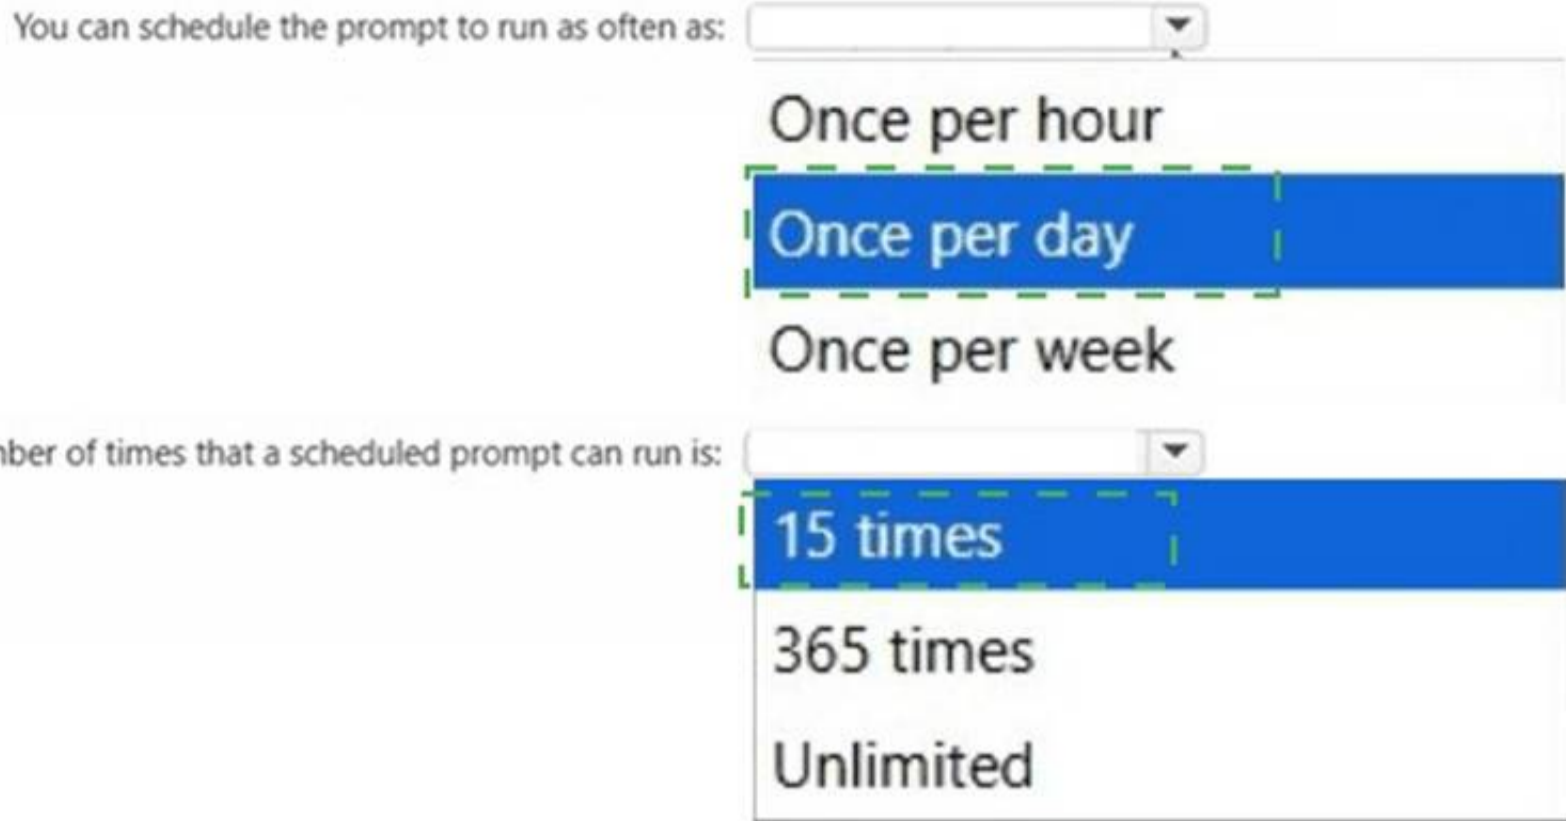 You can schedule the prompt to run as often as:
Once per hour
Once per day
Once per week
of times that a scheduled prompt can run is:
15 times
365 times
Unlimited